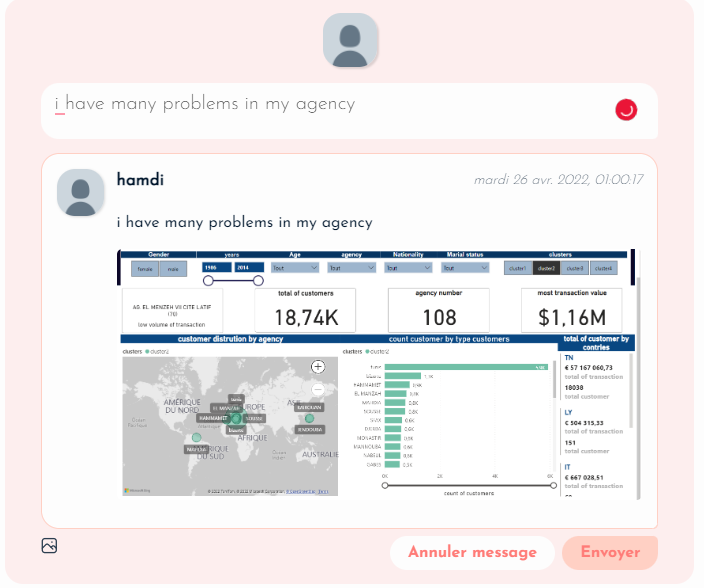 i have many problems in my agency
hamdi
mardi 26 avr. 2022, 01:00:17
i have many problems in my agency
Gender years Age agency Nationality Marial status clusters
female male 1986 2014 Tout Tout Tout Tout cluster1 cluster2 cluster3 cluster4
total of customers agency number most transaction value
AG. EL MENZEH VII CITE LATIF
(70)
low volume of transaction
18,74K 108 $1,16M
customer distrution by agency count customer by type customers total of customer by
contries
clusters cluster2 clusters cluster2
TN
€ 57 167 060,73
total of transaction
18038
total customer
LY
€ 504 315,33
total of transaction
151
total customer
IT
€ 667 028,51
total of transaction
AMÉRIQUE
DU NORD
EUROPE
AFRIQUE
DU SUD
AUSTRALIE
HAMMAMET
EL MANZAH
SOUSSE
SFAX
DJERBA
MONASTIR
MANNOUBA
NABEUL
GABES
0K 2K 4K 6K
count of customers
Annuler message
Envoyer